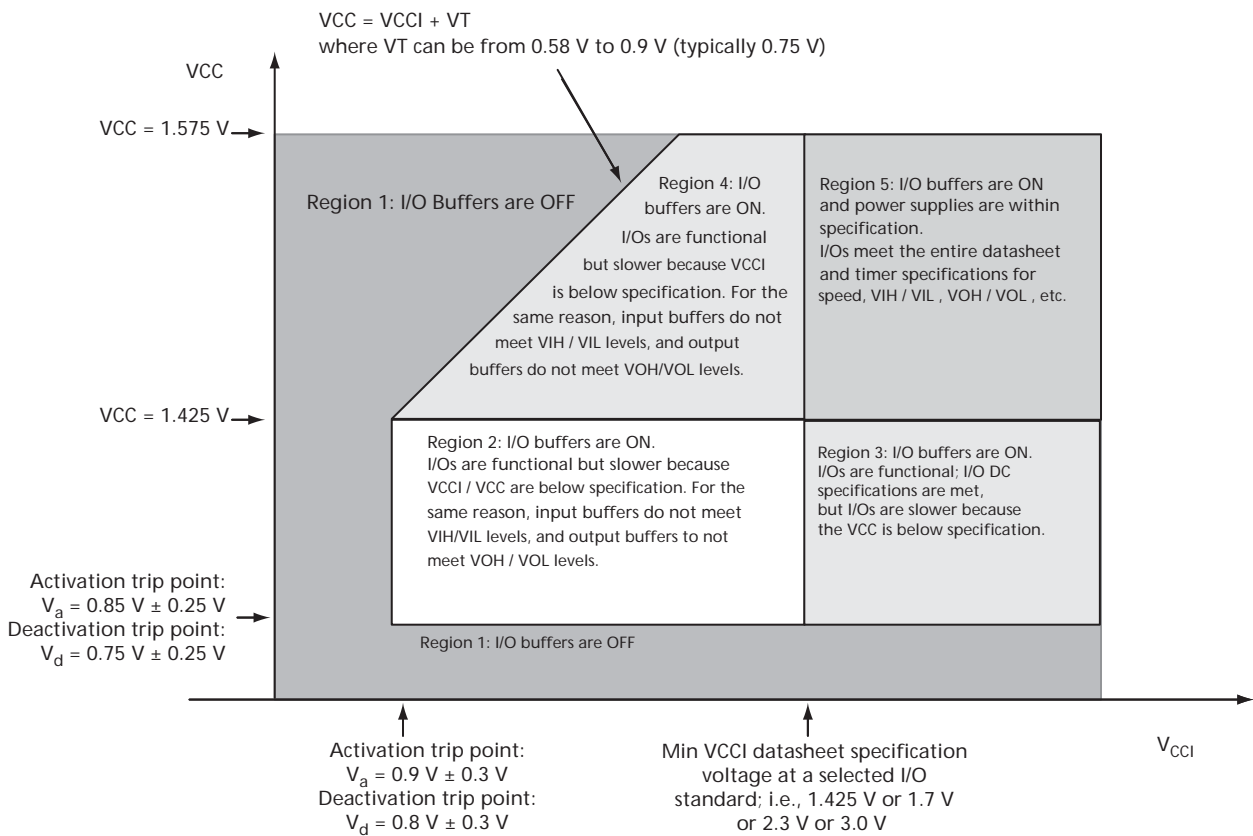 VCC = VCCI + VT
where VT can be from 0.58 V to 0.9 V (typically 0.75 V)
VCC
VCC = 1.575 V
Region 1: I/O Buffers are OFF
Region 4: I/O
buffers are ON.
I/Os are functional
but slower because VCCI
is below specification. For the
same reason, input buffers do not
meet VIH / VIL levels, and output
buffers do not meet VOH/VOL levels.
Region 5: I/O buffers are ON
and power supplies are within
specification.
I/Os meet the entire datasheet
and timer specifications for
speed, VIH / VIL , VOH / VOL , etc.
VCC = 1.425 V
Region 2: I/O buffers are ON.
I/Os are functional but slower because
VCCI / VCC are below specification. For the
same reason, input buffers do not meet
VIH/VIL levels, and output buffers to not
meet VOH / VOL levels.
Region 3: I/O buffers are ON.
I/Os are functional; I/O DC
specifications are met,
but I/Os are slower because
the VCC is below specification.
Activation trip point:
Va = 0.85 V ± 0.25 V
Deactivation trip point:
Vd = 0.75 V ± 0.25 V
Region 1: I/O buffers are OFF
Activation trip point:
Va = 0.9 V ± 0.3 V
Deactivation trip point:
Vd = 0.8 V ± 0.3 V
Min VCCI datasheet specification
voltage at a selected I/O
standard; i.e., 1.425 V or 1.7 V
or 2.3 V or 3.0 V
VCCI